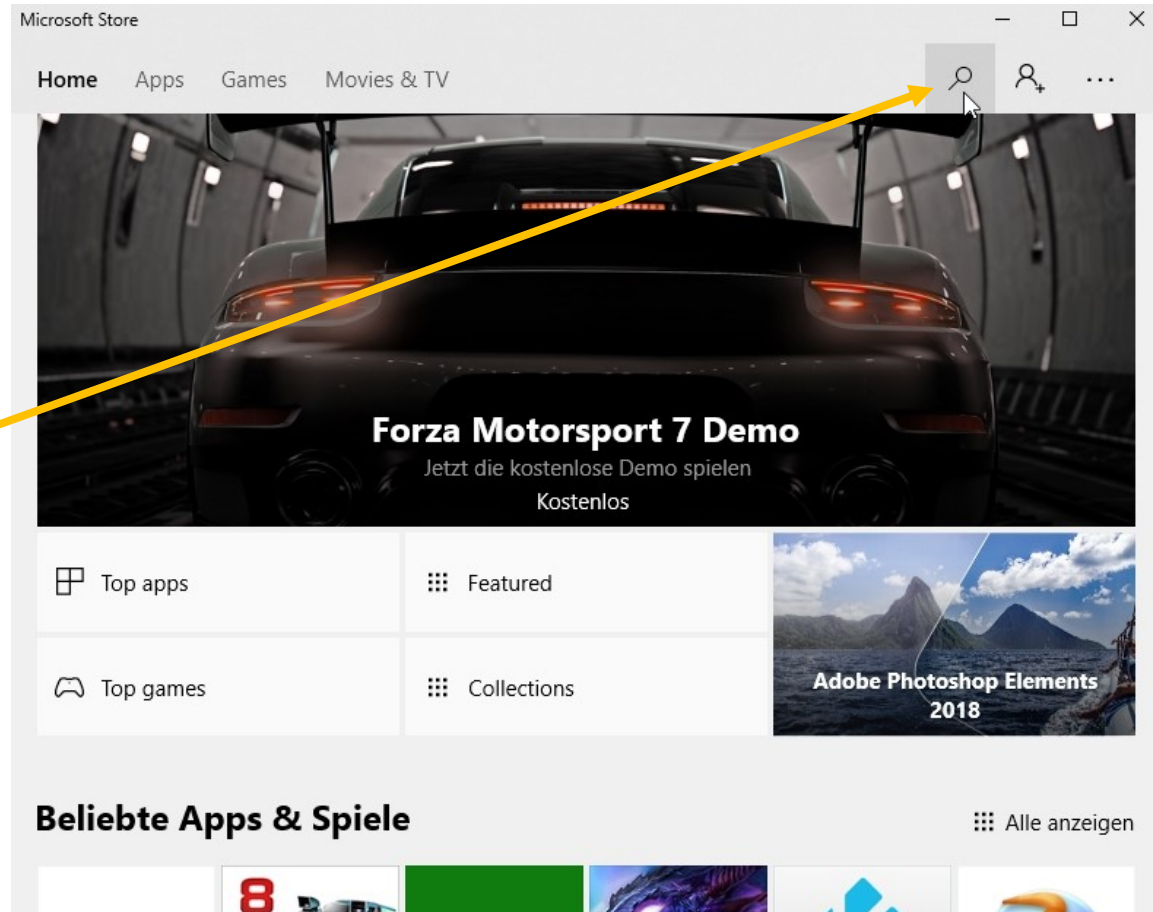 Microsoft Store
Home Apps Games Movies & TV
Forza Motorsport 7 Demo
Jetzt die kostenlose Demo spielen
Kostenlos
Top apps
Featured
Top games
Collections
Adobe Photoshop Elements
2018
Beliebte Apps & Spiele
Alle anzeigen
8